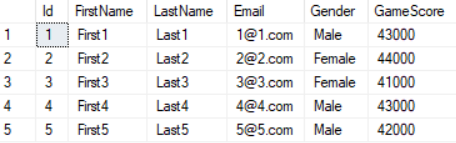 Id FirstName LastName Email Gender GameScore
1 1 First1 Last1 1@1.com Male 43000
2 2 First2 Last2 2@2.com Female 44000
3 3 First3 Last3 3@3.com Female 41000
4 4 First4 Last4 4@4.com Male 43000
5 5 First5 Last5 5@5.com Male 42000